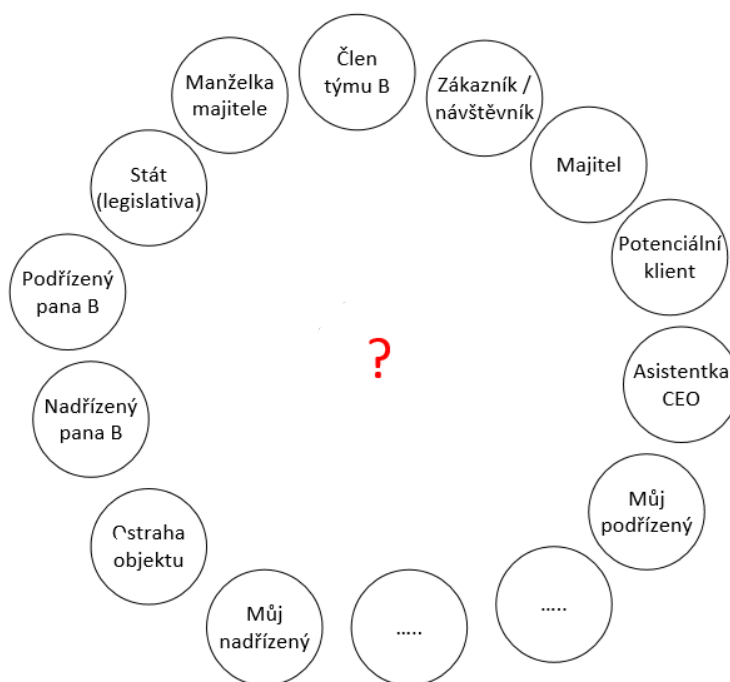 Člen
týmu B
Zákazník /
návštěvník
Majitel
Potenciální
klient
Asistentka
CEO
Můj
podřízený
.....
.....
Můj
nadřízený
Ostraha
objektu
Nadřízený
pana B
Podřízený
pana B
Stát
(legislativa)
Manželka
majitele
?